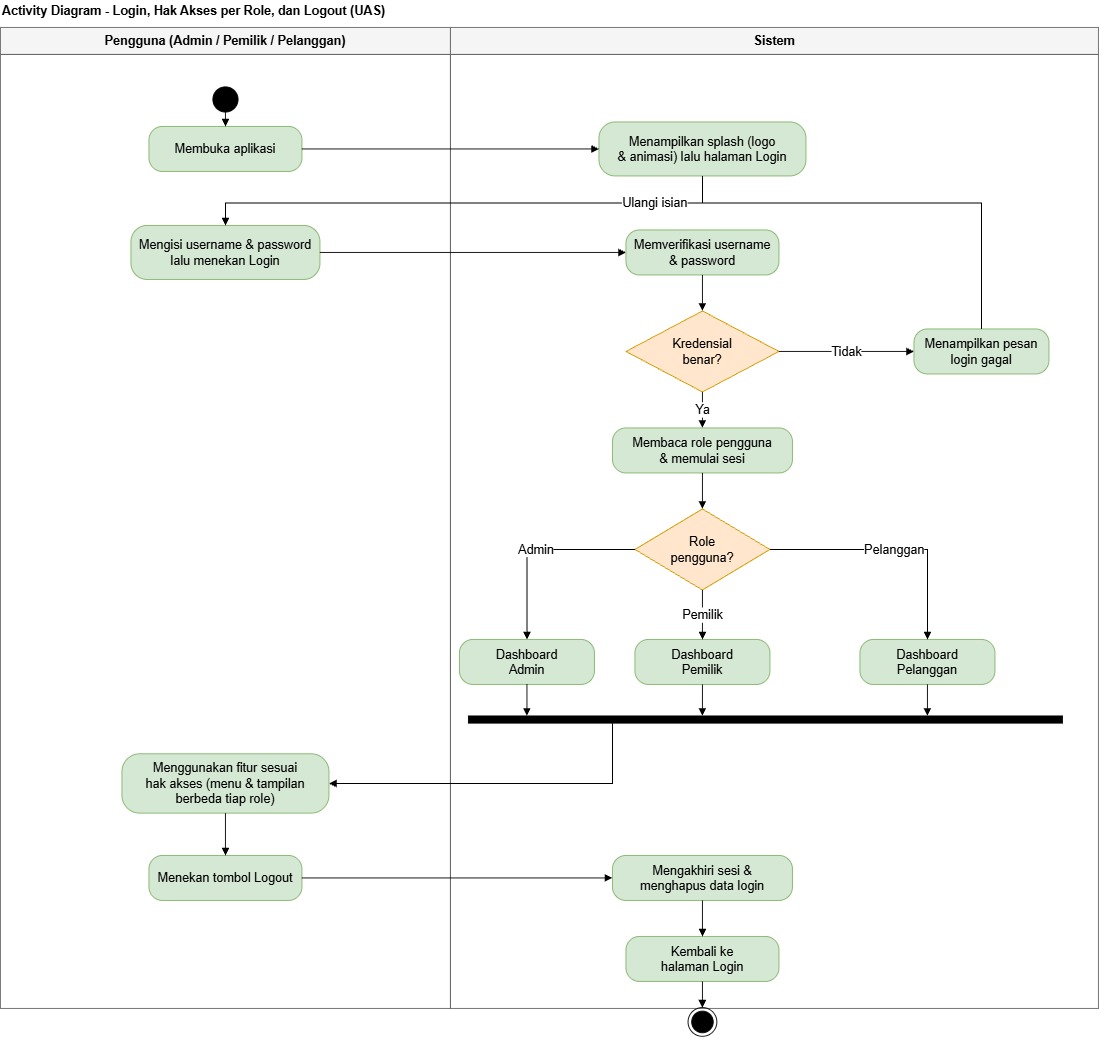 Activity Diagram - Login, Hak Akses per Role, dan Logout (UAS)
Pengguna (Admin / Pemilik / Pelanggan)
Sistem
Membuka aplikasi
Menampilkan splash (logo
& animasi) lalu halaman Login
Ulangi isian
Mengisi username & password
lalu menekan Login
Memverifikasi username
& password
Kredensial
benar?
Tidak
Menampilkan pesan
login gagal
Ya
Membaca role pengguna
& memulai sesi
Role
pengguna?
Admin
Pelanggan
Pemilik
Dashboard
Admin
Dashboard
Pemilik
Dashboard
Pelanggan
Menggunakan fitur sesuai
hak akses (menu & tampilan
berbeda tiap role)
Menekan tombol Logout
Mengakhiri sesi &
menghapus data login
Kembali ke
halaman Login